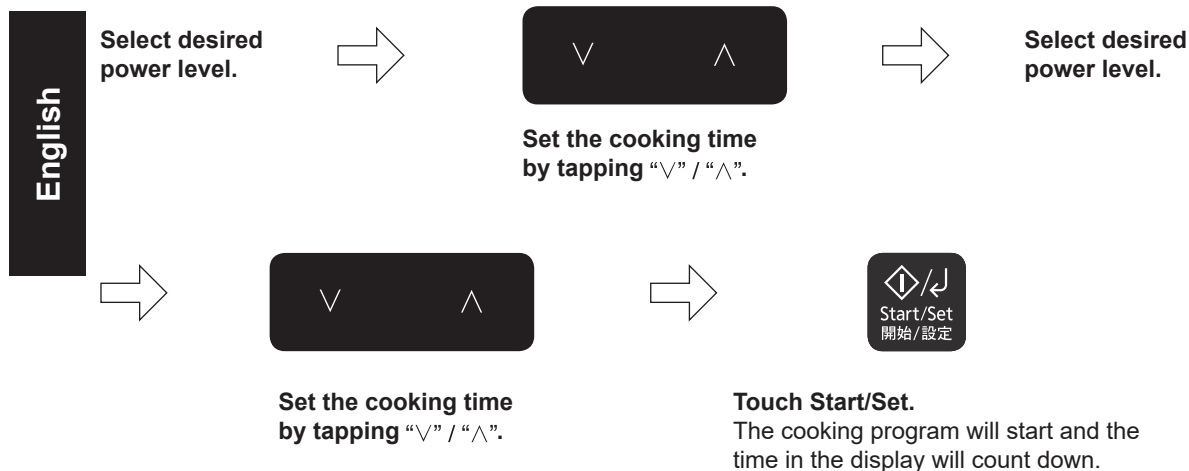 English
Select desired
power level.
∨ ∧
Set the cooking time
by tapping “∨” / “∧”.
Select desired
power level.
∨ ∧
Set the cooking time
by tapping “∨” / “∧”.
Start/Set
開始/設定
Touch Start/Set.
The cooking program will start and the
time in the display will count down.